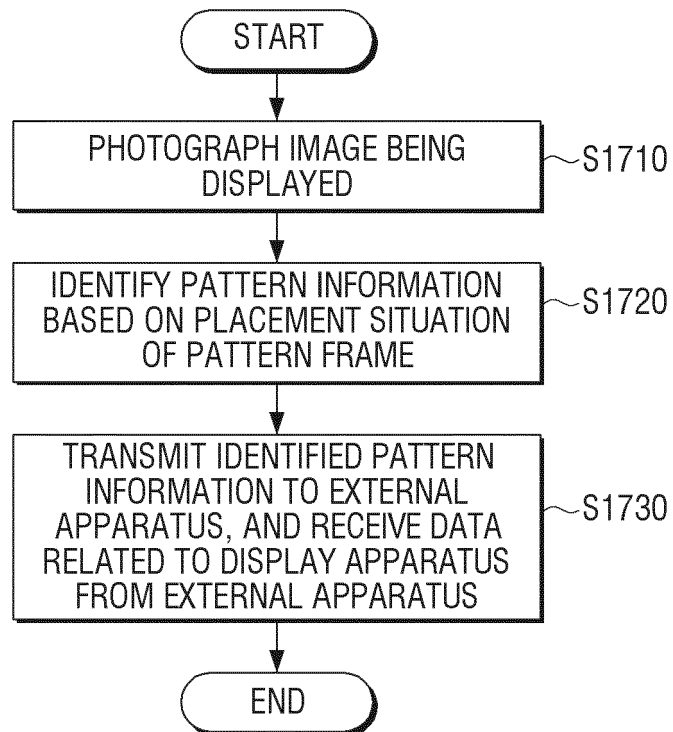 START
PHOTOGRAPH IMAGE BEING
DISPLAYED
S1710
IDENTIFY PATTERN INFORMATION
BASED ON PLACEMENT SITUATION
OF PATTERN FRAME
S1720
TRANSMIT IDENTIFIED PATTERN
INFORMATION TO EXTERNAL
APPARATUS, AND RECEIVE DATA
RELATED TO DISPLAY APPARATUS
FROM EXTERNAL APPARATUS
S1730
END